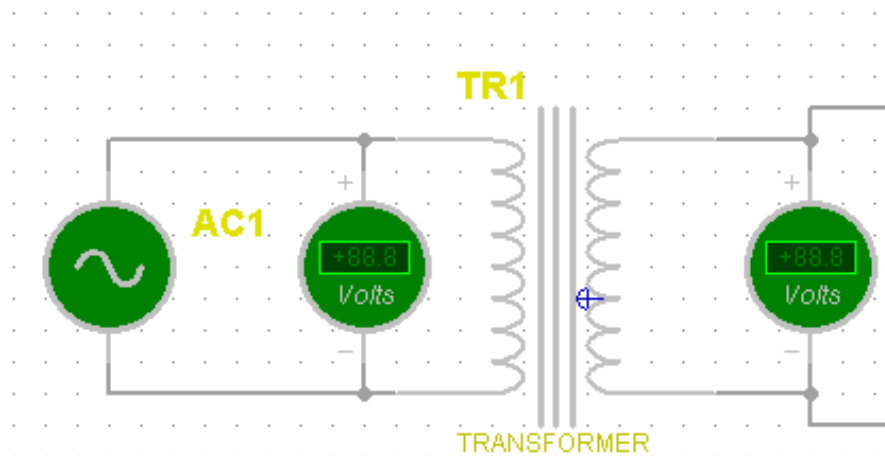 TR1
AC1
+
+88.8
Volts
−
+
+88.8
Volts
−
TRANSFORMER